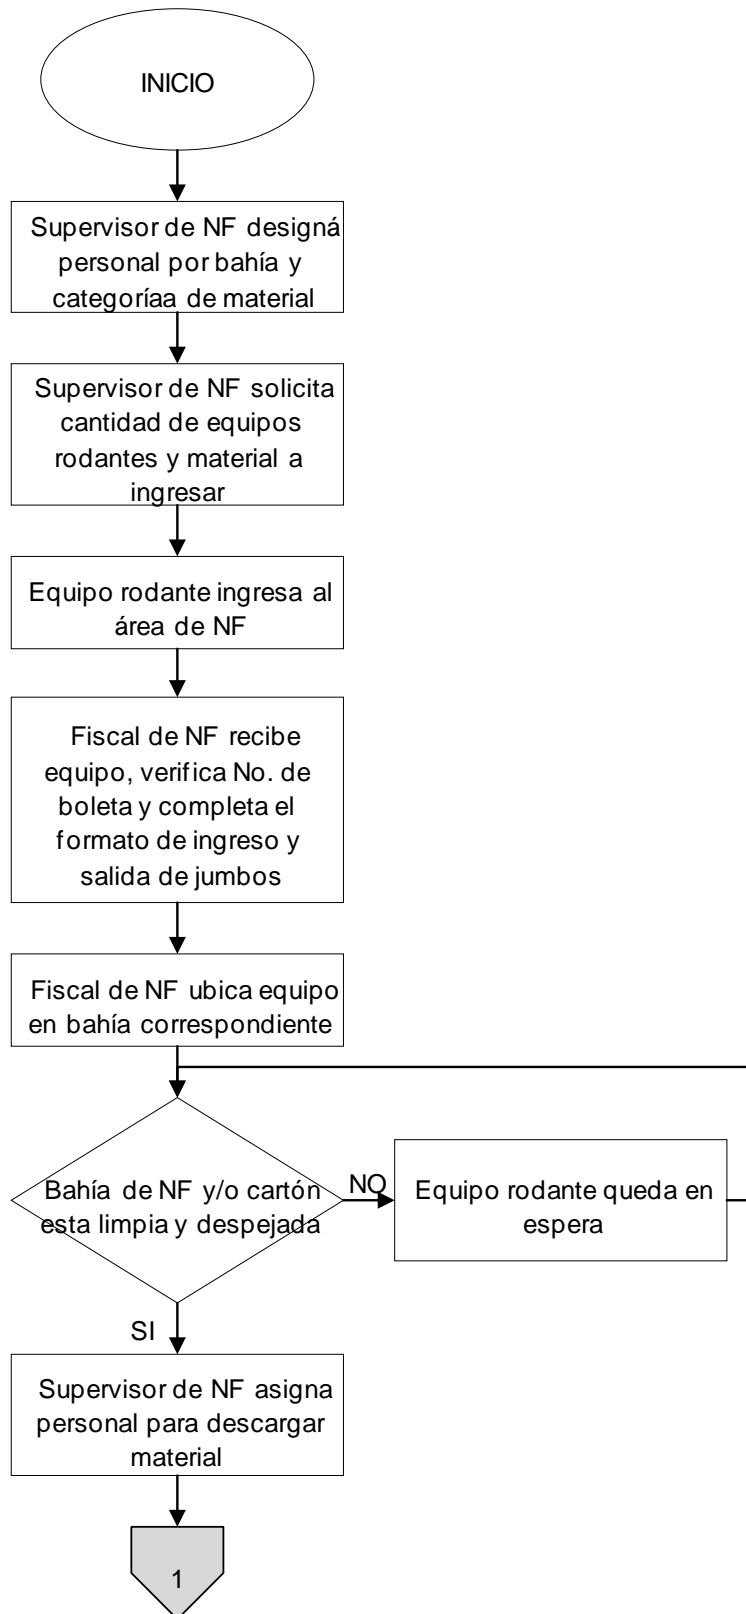 INICIO
Supervisor de NF designá
personal por bahía y
categoríaa de material
Supervisor de NF solicita
cantidad de equipos
rodantes y material a
ingresar
Equipo rodante ingresa al
área de NF
Fiscal de NF recibe
equipo, verifica No. de
boleta y completa el
formato de ingreso y
salida de jumbos
Fiscal de NF ubica equipo
en bahía correspondiente
Bahía de NF y/o cartón
esta limpia y despejada
NO
Equipo rodante queda en
espera
SI
Supervisor de NF asigna
personal para descargar
material
1